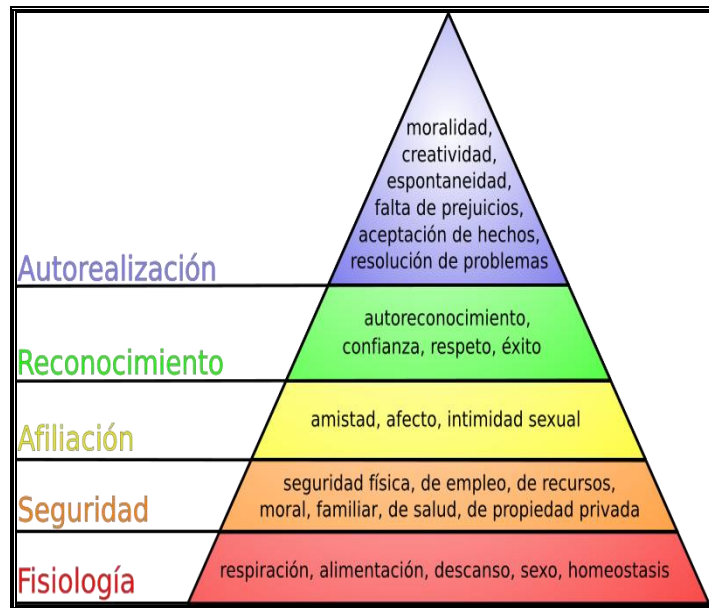 moralidad,
creatividad,
espontaneidad,
falta de prejuicios,
aceptación de hechos,
resolución de problemas
Autorealización
autoreconocimiento,
confianza, respeto, éxito
Reconocimiento
amistad, afecto, intimidad sexual
Afiliación
seguridad física, de empleo, de recursos,
moral, familiar, de salud, de propiedad privada
Seguridad
respiración, alimentación, descanso, sexo, homeostasis
Fisiología